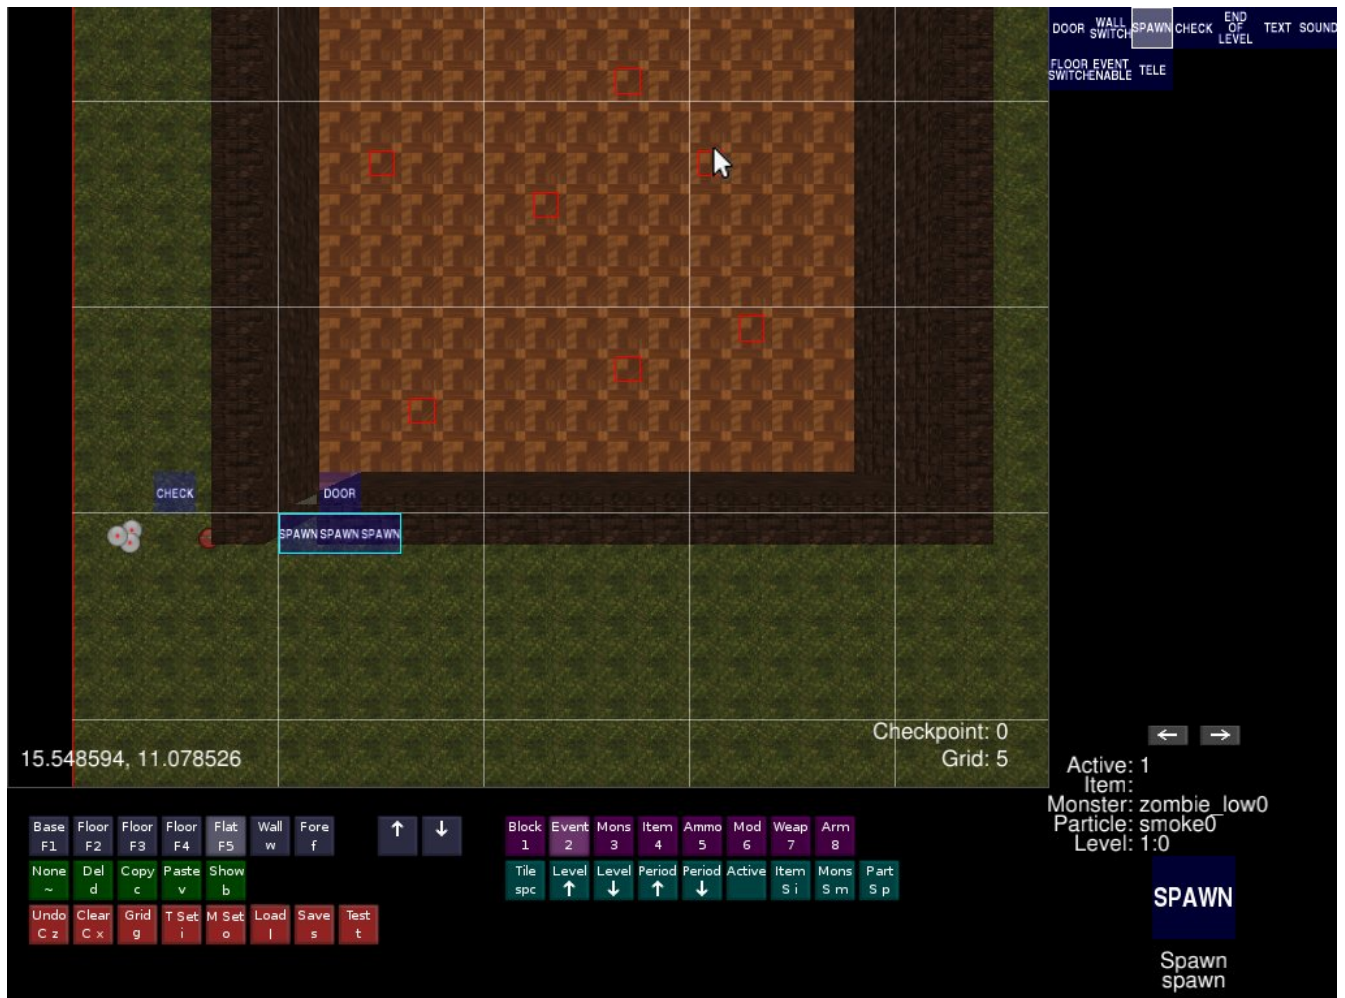 DOOR WALL SWITCH SPAWN CHECK END OF LEVEL TEXT SOUND
FLOOR SWITCH EVENT ENABLE TELE
CHECK
DOOR
SPAWN SPAWN SPAWN
Checkpoint: 0
15.548594, 11.078526
Grid: 5
← →
Active: 1
Item:
Monster: zombie_low0
Particle: smoke0
Level: 1:0
SPAWN
Spawn
spawn
Base Floor Floor Floor Flat Wall Fore ↑ ↓ Block Event Mons Item Ammo Mod Weap Arm
F1 F2 F3 F4 F5 w f 1 2 3 4 5 6 7 8
None Del Copy Paste Show Tile Level Level Period Period Active Item Mons Part
~ d c v b spc ↑ ↓ ↑ ↓ S i S m S p
Undo Clear Grid T Set M Set Load Save Test
C z C x g i o l s t